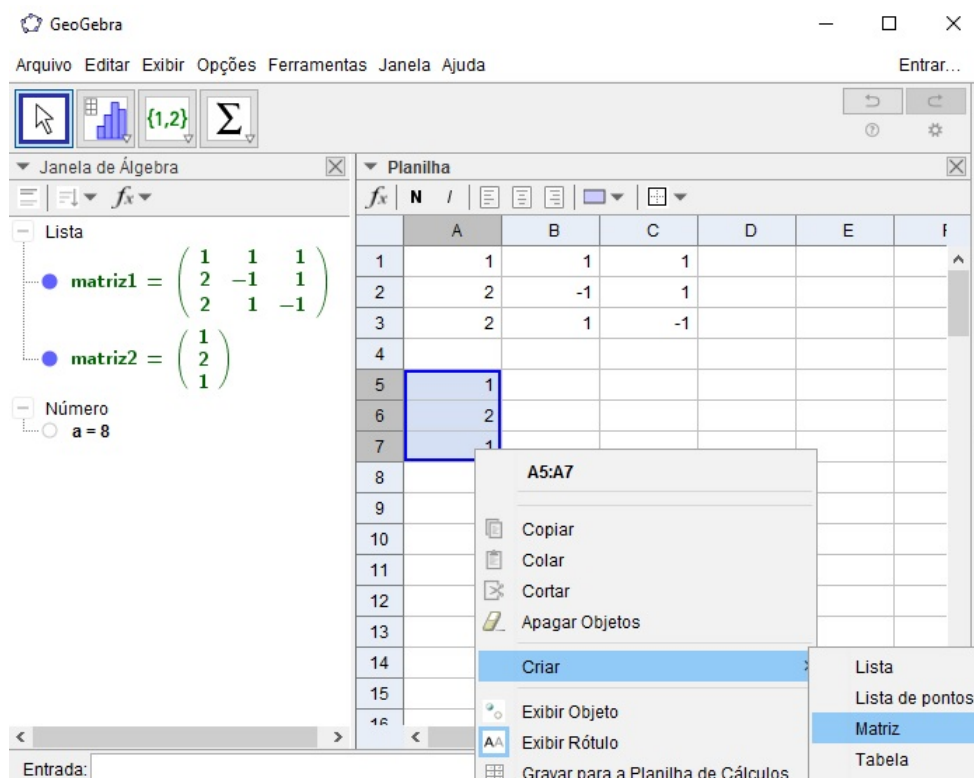 GeoGebra
Arquivo Editar Exibir Opções Ferramentas Janela Ajuda
Entrar...
{1,2} Σ
Janela de Álgebra
fx
Lista
matriz1 = ( 1 1 1
2 -1 1
2 1 -1 )
matriz2 = ( 1
2
1 )
Número
a = 8
Planilha
fx N I
A B C D E
1 1 1 1
2 2 -1 1
3 2 1 -1
4
5 1
6 2
7 1
8
9
10
11
12
13
14
15
16
A5:A7
Copiar
Colar
Cortar
Apagar Objetos
Criar
Exibir Objeto
AA Exibir Rótulo
Gravar para a Planilha de Cálculos
Lista
Lista de pontos
Matriz
Tabela
Entrada: